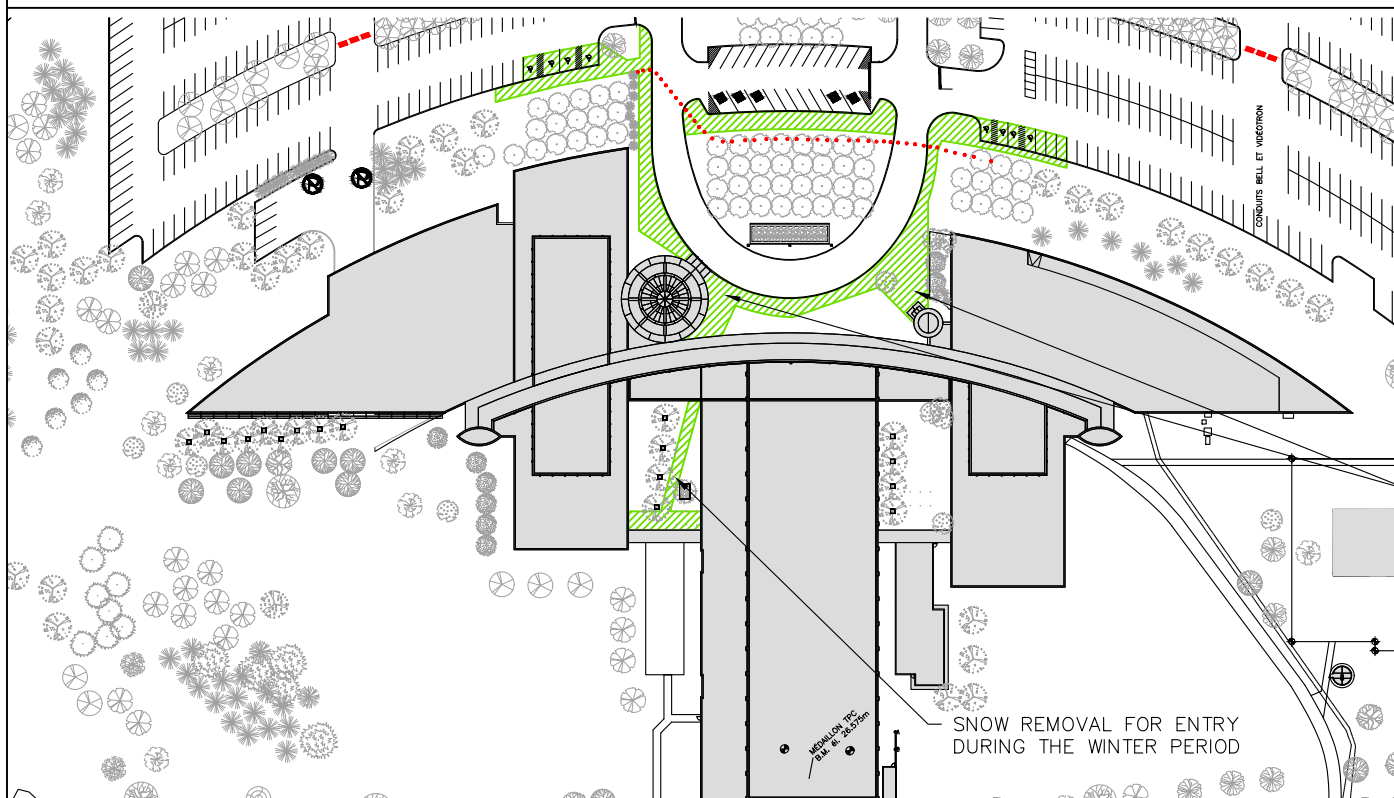 CONDUITS BELL ET VIDÉOTRON
MÉDAILLON TPC
B.M. él. 26.575m
SNOW REMOVAL FOR ENTRY
DURING THE WINTER PERIOD